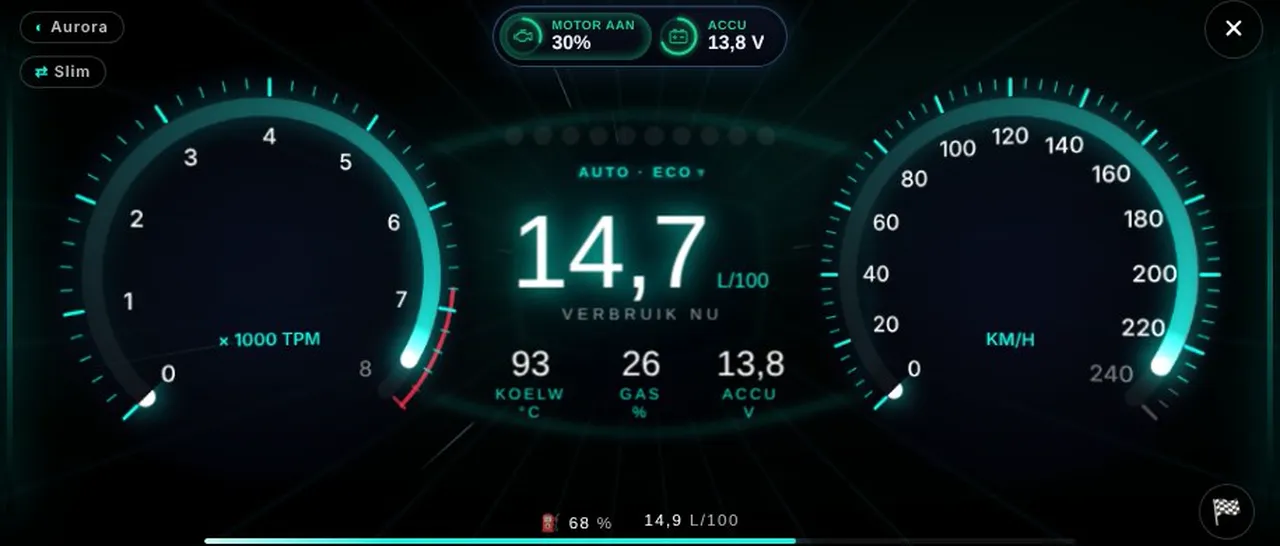 Aurora
Slim
MOTOR AAN
30%
ACCU
13,8 V
0
1
2
3
4
5
6
7
8
× 1000 TPM
AUTO · ECO
14,7 L/100
VERBRUIK NU
93 26 13,8
KOELW GAS ACCU
°C % V
0
20
40
60
80
100
120
140
160
180
200
220
240
KM/H
68 % 14,9 L/100